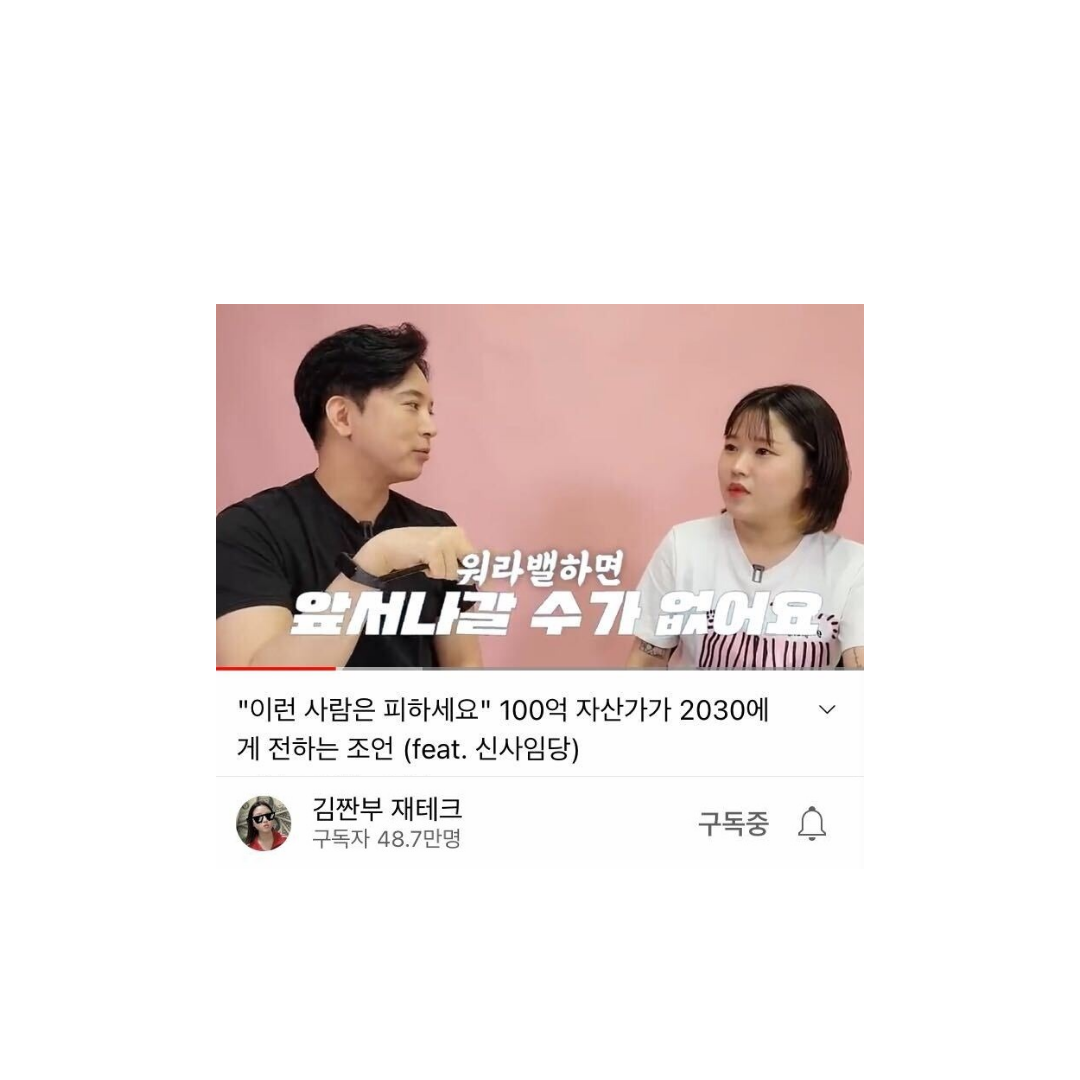 워라밸하면
앞서나갈 수가 없어요
"이런 사람은 피하세요" 100억 자산가가 2030에
게 전하는 조언 (feat. 신사임당)
김짠부 재테크
구독중
구독자 48.7만명